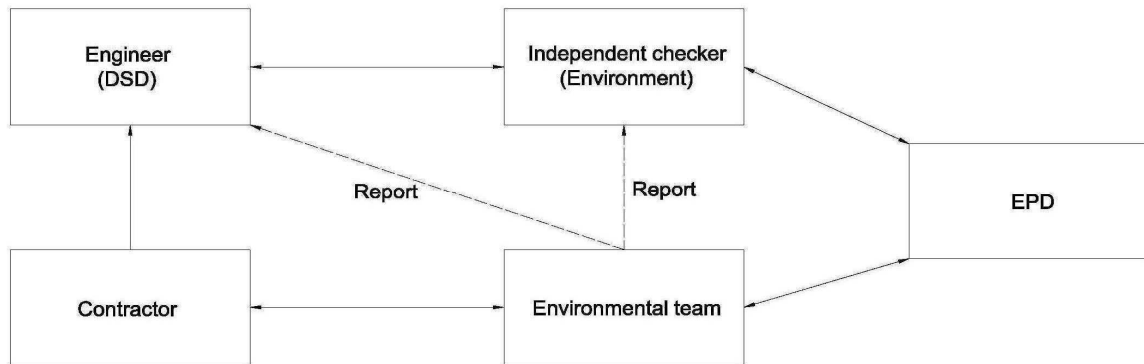 Engineer
(DSD)
Independent checker
(Environment)
Report
Report
EPD
Contractor
Environmental team